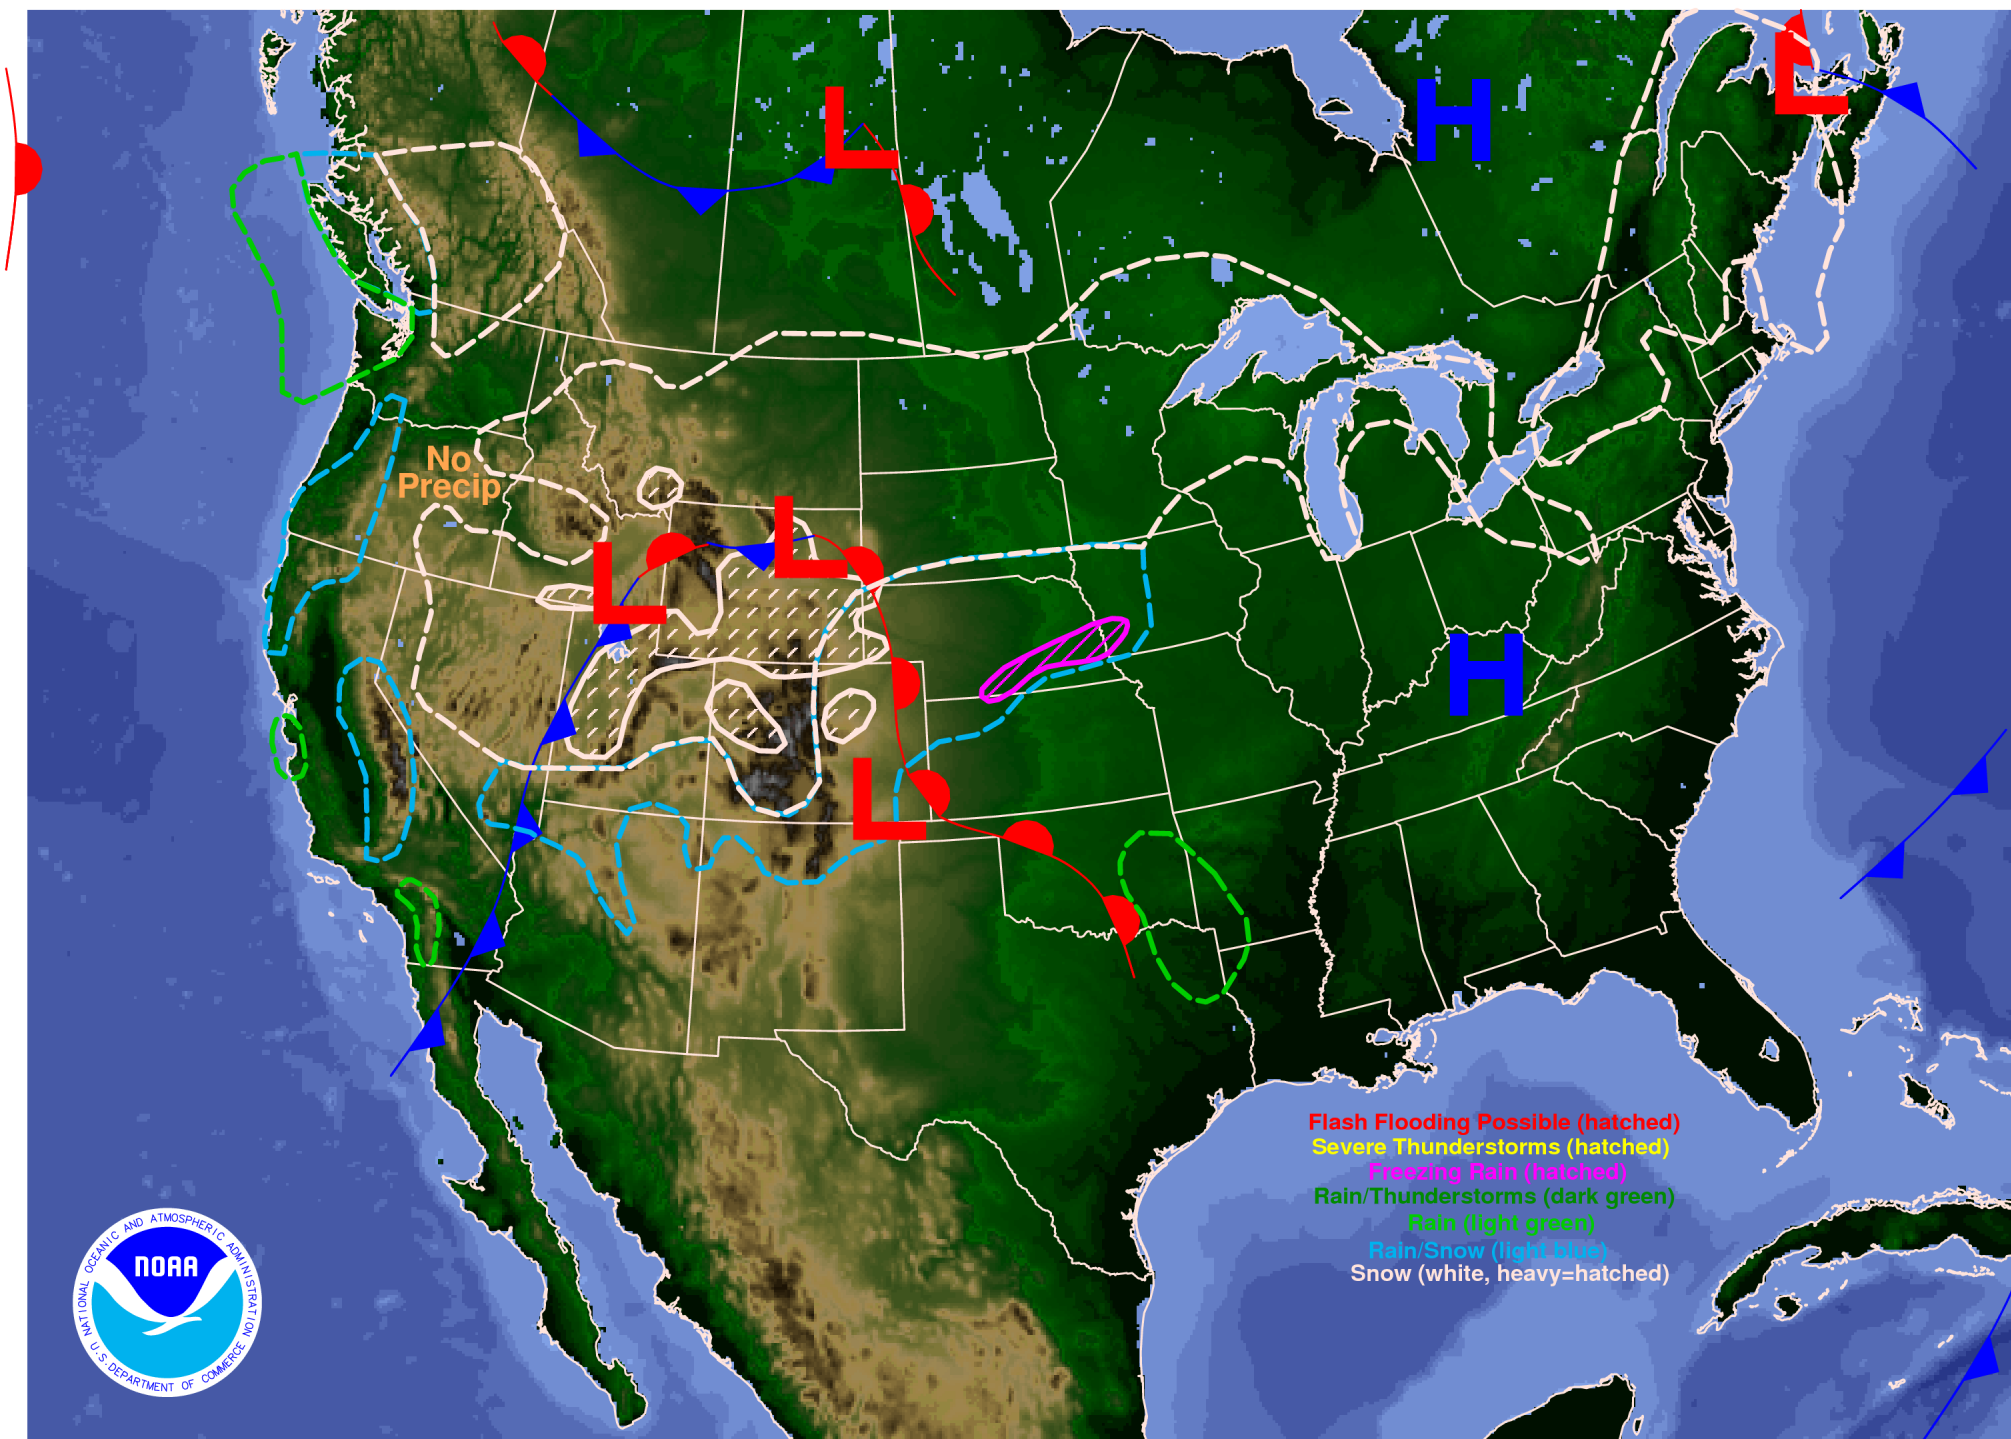 L
H
L
No
Precip
L
L
H
L
Flash Flooding Possible (hatched)
Severe Thunderstorms (hatched)
Freezing Rain (hatched)
Rain/Thunderstorms (dark green)
Rain (light green)
Rain/Snow (light blue)
Snow (white, heavy=hatched)
NATIONAL OCEANIC AND ATMOSPHERIC ADMINISTRATION
NOAA
U.S. DEPARTMENT OF COMMERCE